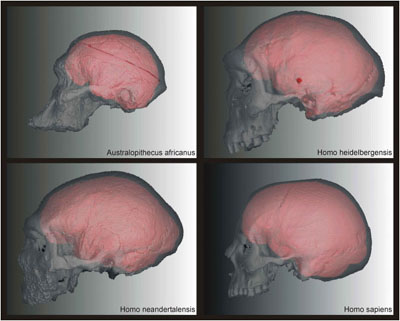 Australopithecus africanus
Homo heidelbergensis
Homo neandertalensis
Homo sapiens